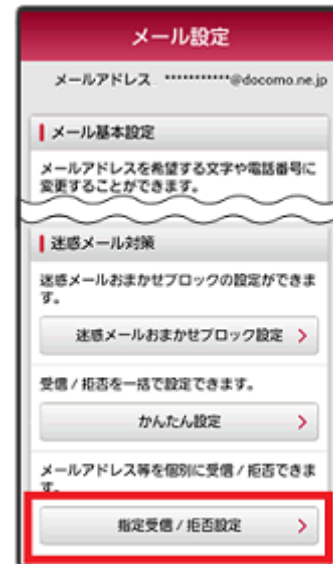 メール設定
メールアドレス ***********@docomo.ne.jp
メール基本設定
メールアドレスを希望する文字や電話番号に
変更することができます。
迷惑メール対策
迷惑メールおまかせブロックの設定ができま
す。
迷惑メールおまかせブロック設定
受信/拒否を一括で設定できます。
かんたん設定
メールアドレス等を個別に受信/拒否できま
す。
指定受信/拒否設定